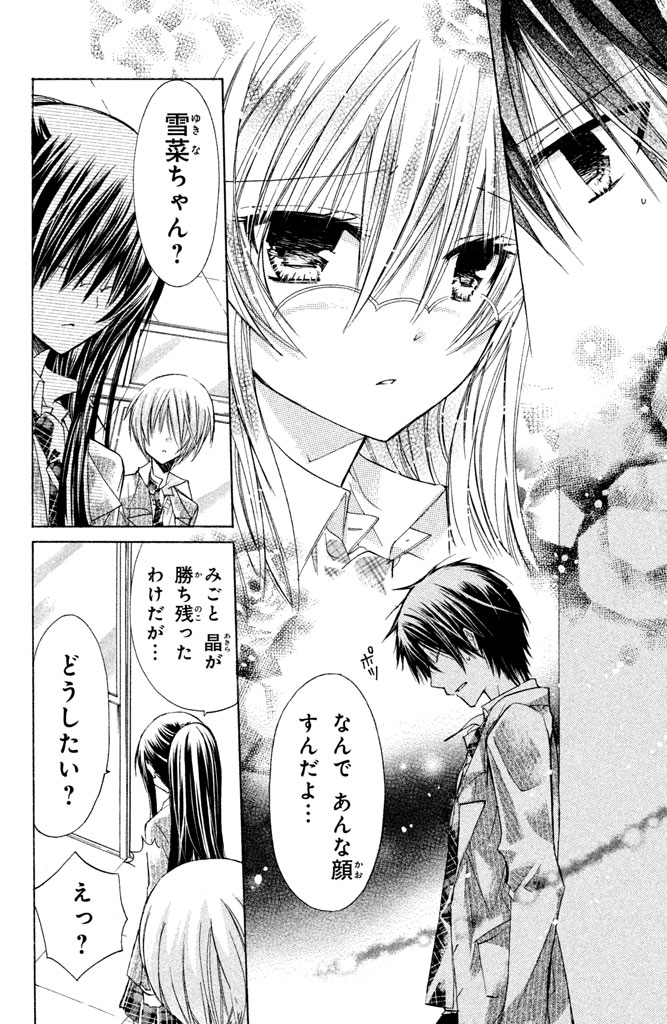 なんで あんな顔
すんだよ…
ポツ
雪菜ちゃん？
みごと 晶が
勝ち残った
わけだが…
どうしたい？
えっ？